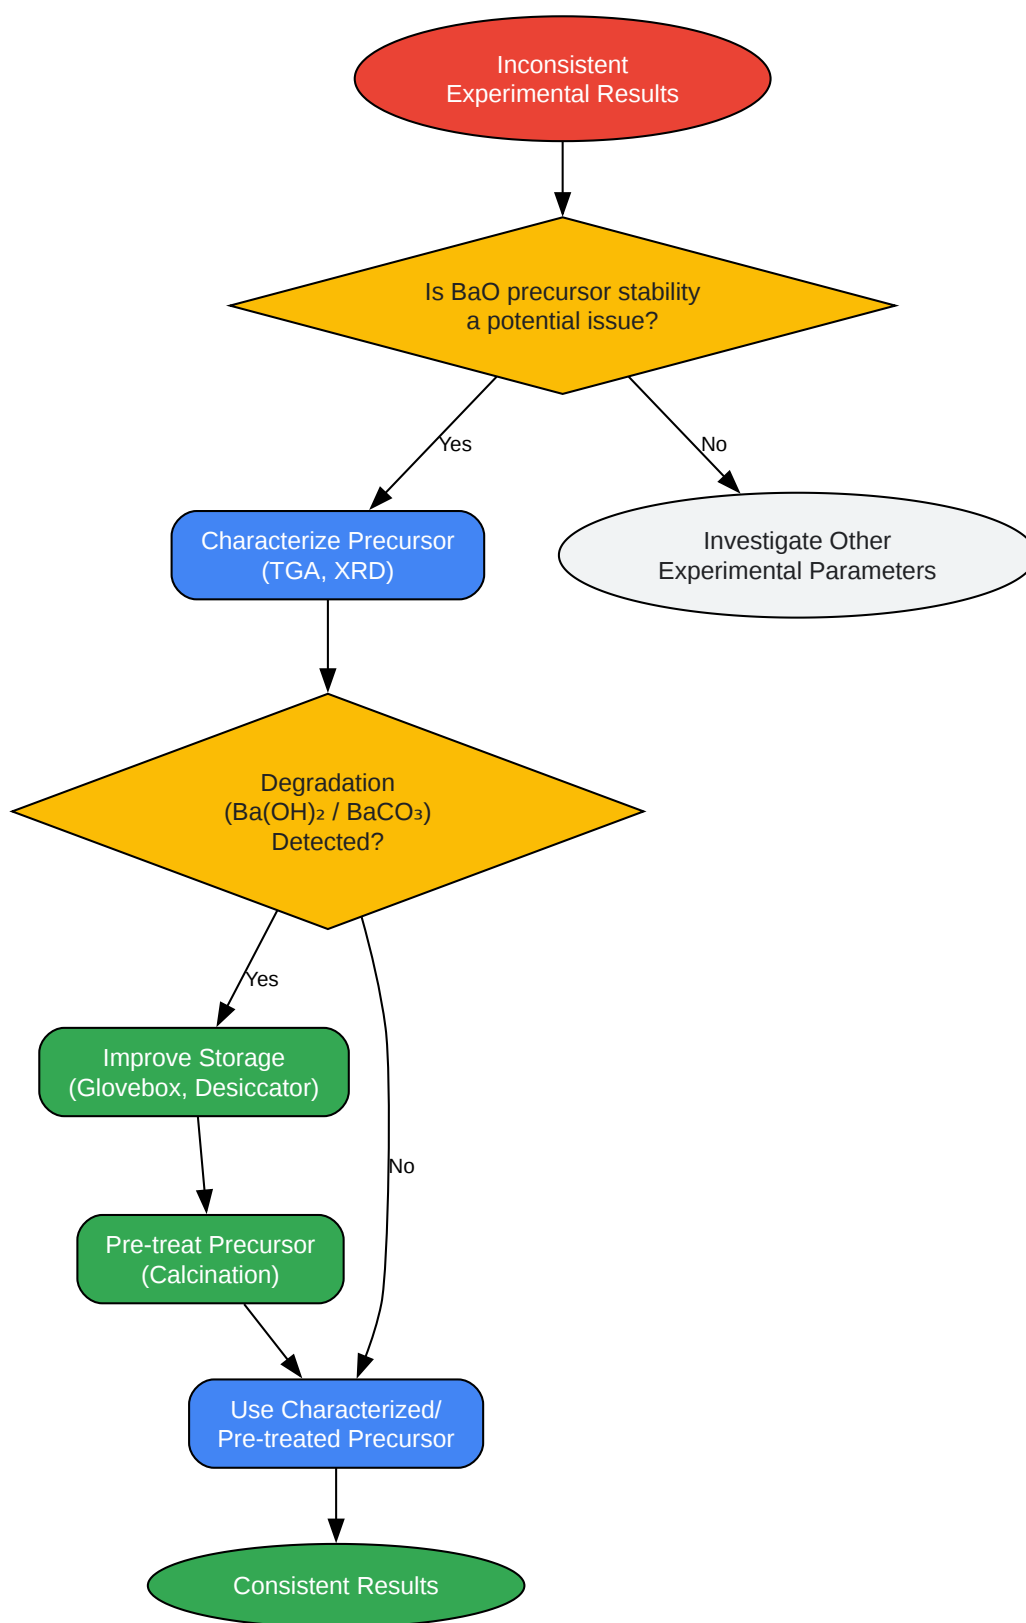 Inconsistent
Experimental Results
Is BaO precursor stability
a potential issue?
Yes
No
Characterize Precursor
(TGA, XRD)
Investigate Other
Experimental Parameters
Degradation
(Ba(OH)₂ / BaCO₃)
Detected?
Yes
Improve Storage
(Glovebox, Desiccator)
No
Pre-treat Precursor
(Calcination)
Use Characterized/
Pre-treated Precursor
Consistent Results